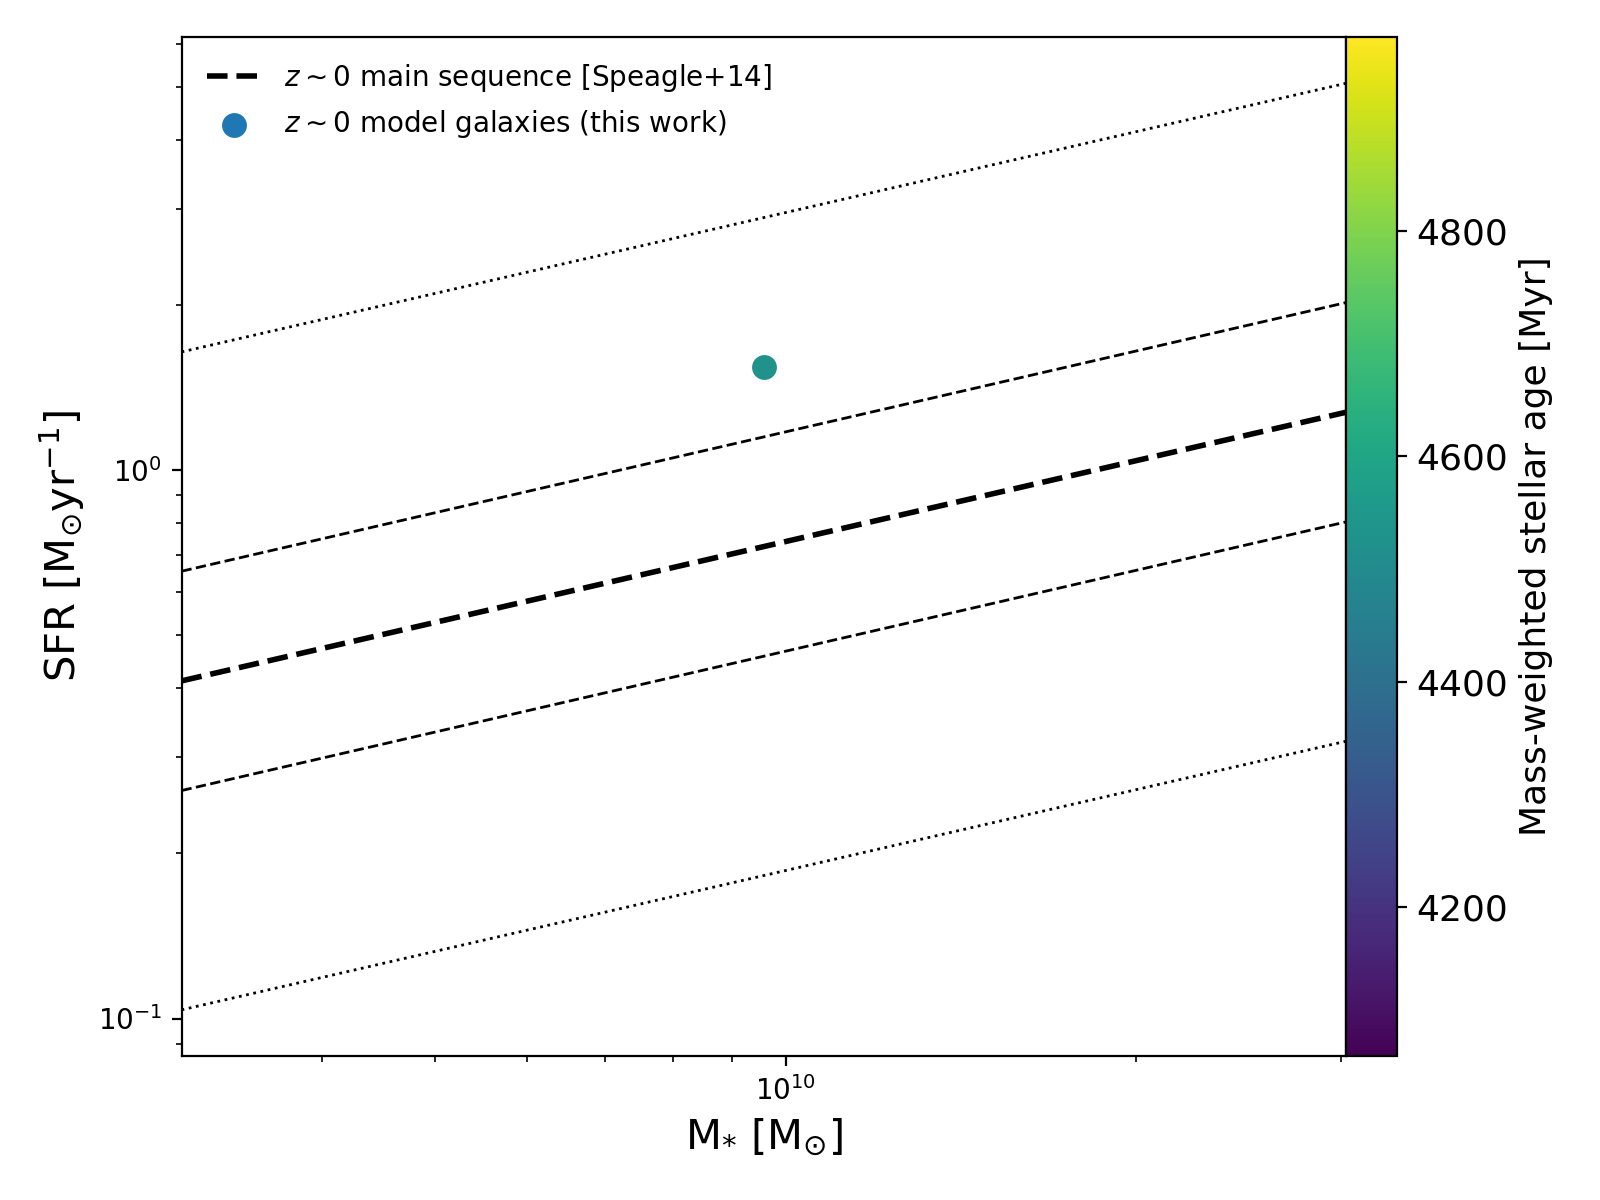 z ∼ 0 main sequence [Speagle+14]
z ∼ 0 model galaxies (this work)
SFR [M⊙yr⁻¹]
10⁰
10⁻¹
10¹⁰
M* [M⊙]
4800
4600
4400
4200
Mass-weighted stellar age [Myr]